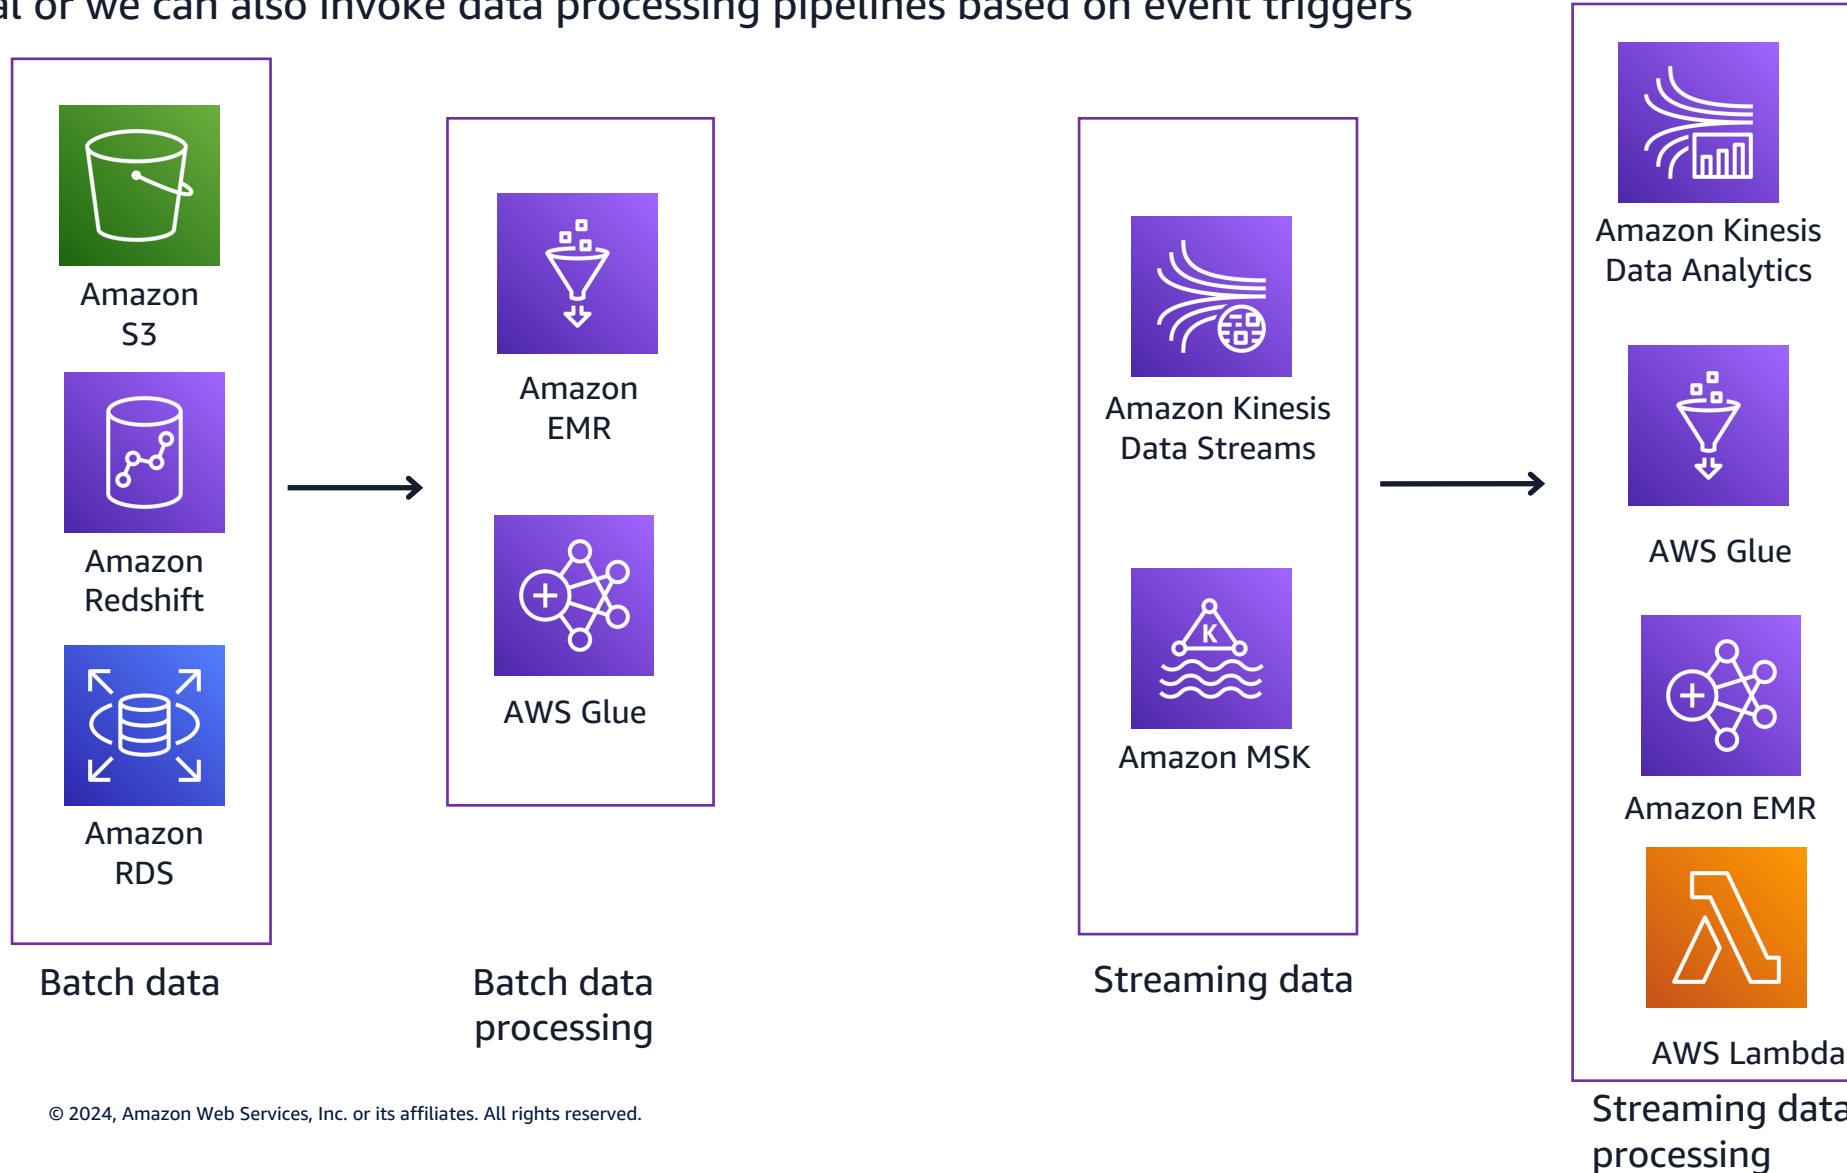 or we can also invoke data processing pipelines based on event triggers
Amazon
S3
Amazon
Redshift
Amazon
RDS
Batch data
Amazon
EMR
AWS Glue
Batch data
processing
Amazon Kinesis
Data Streams
K
Amazon MSK
Streaming data
Amazon Kinesis
Data Analytics
AWS Glue
Amazon EMR
AWS Lambda
Streaming data
processing
© 2024, Amazon Web Services, Inc. or its affiliates. All rights reserved.